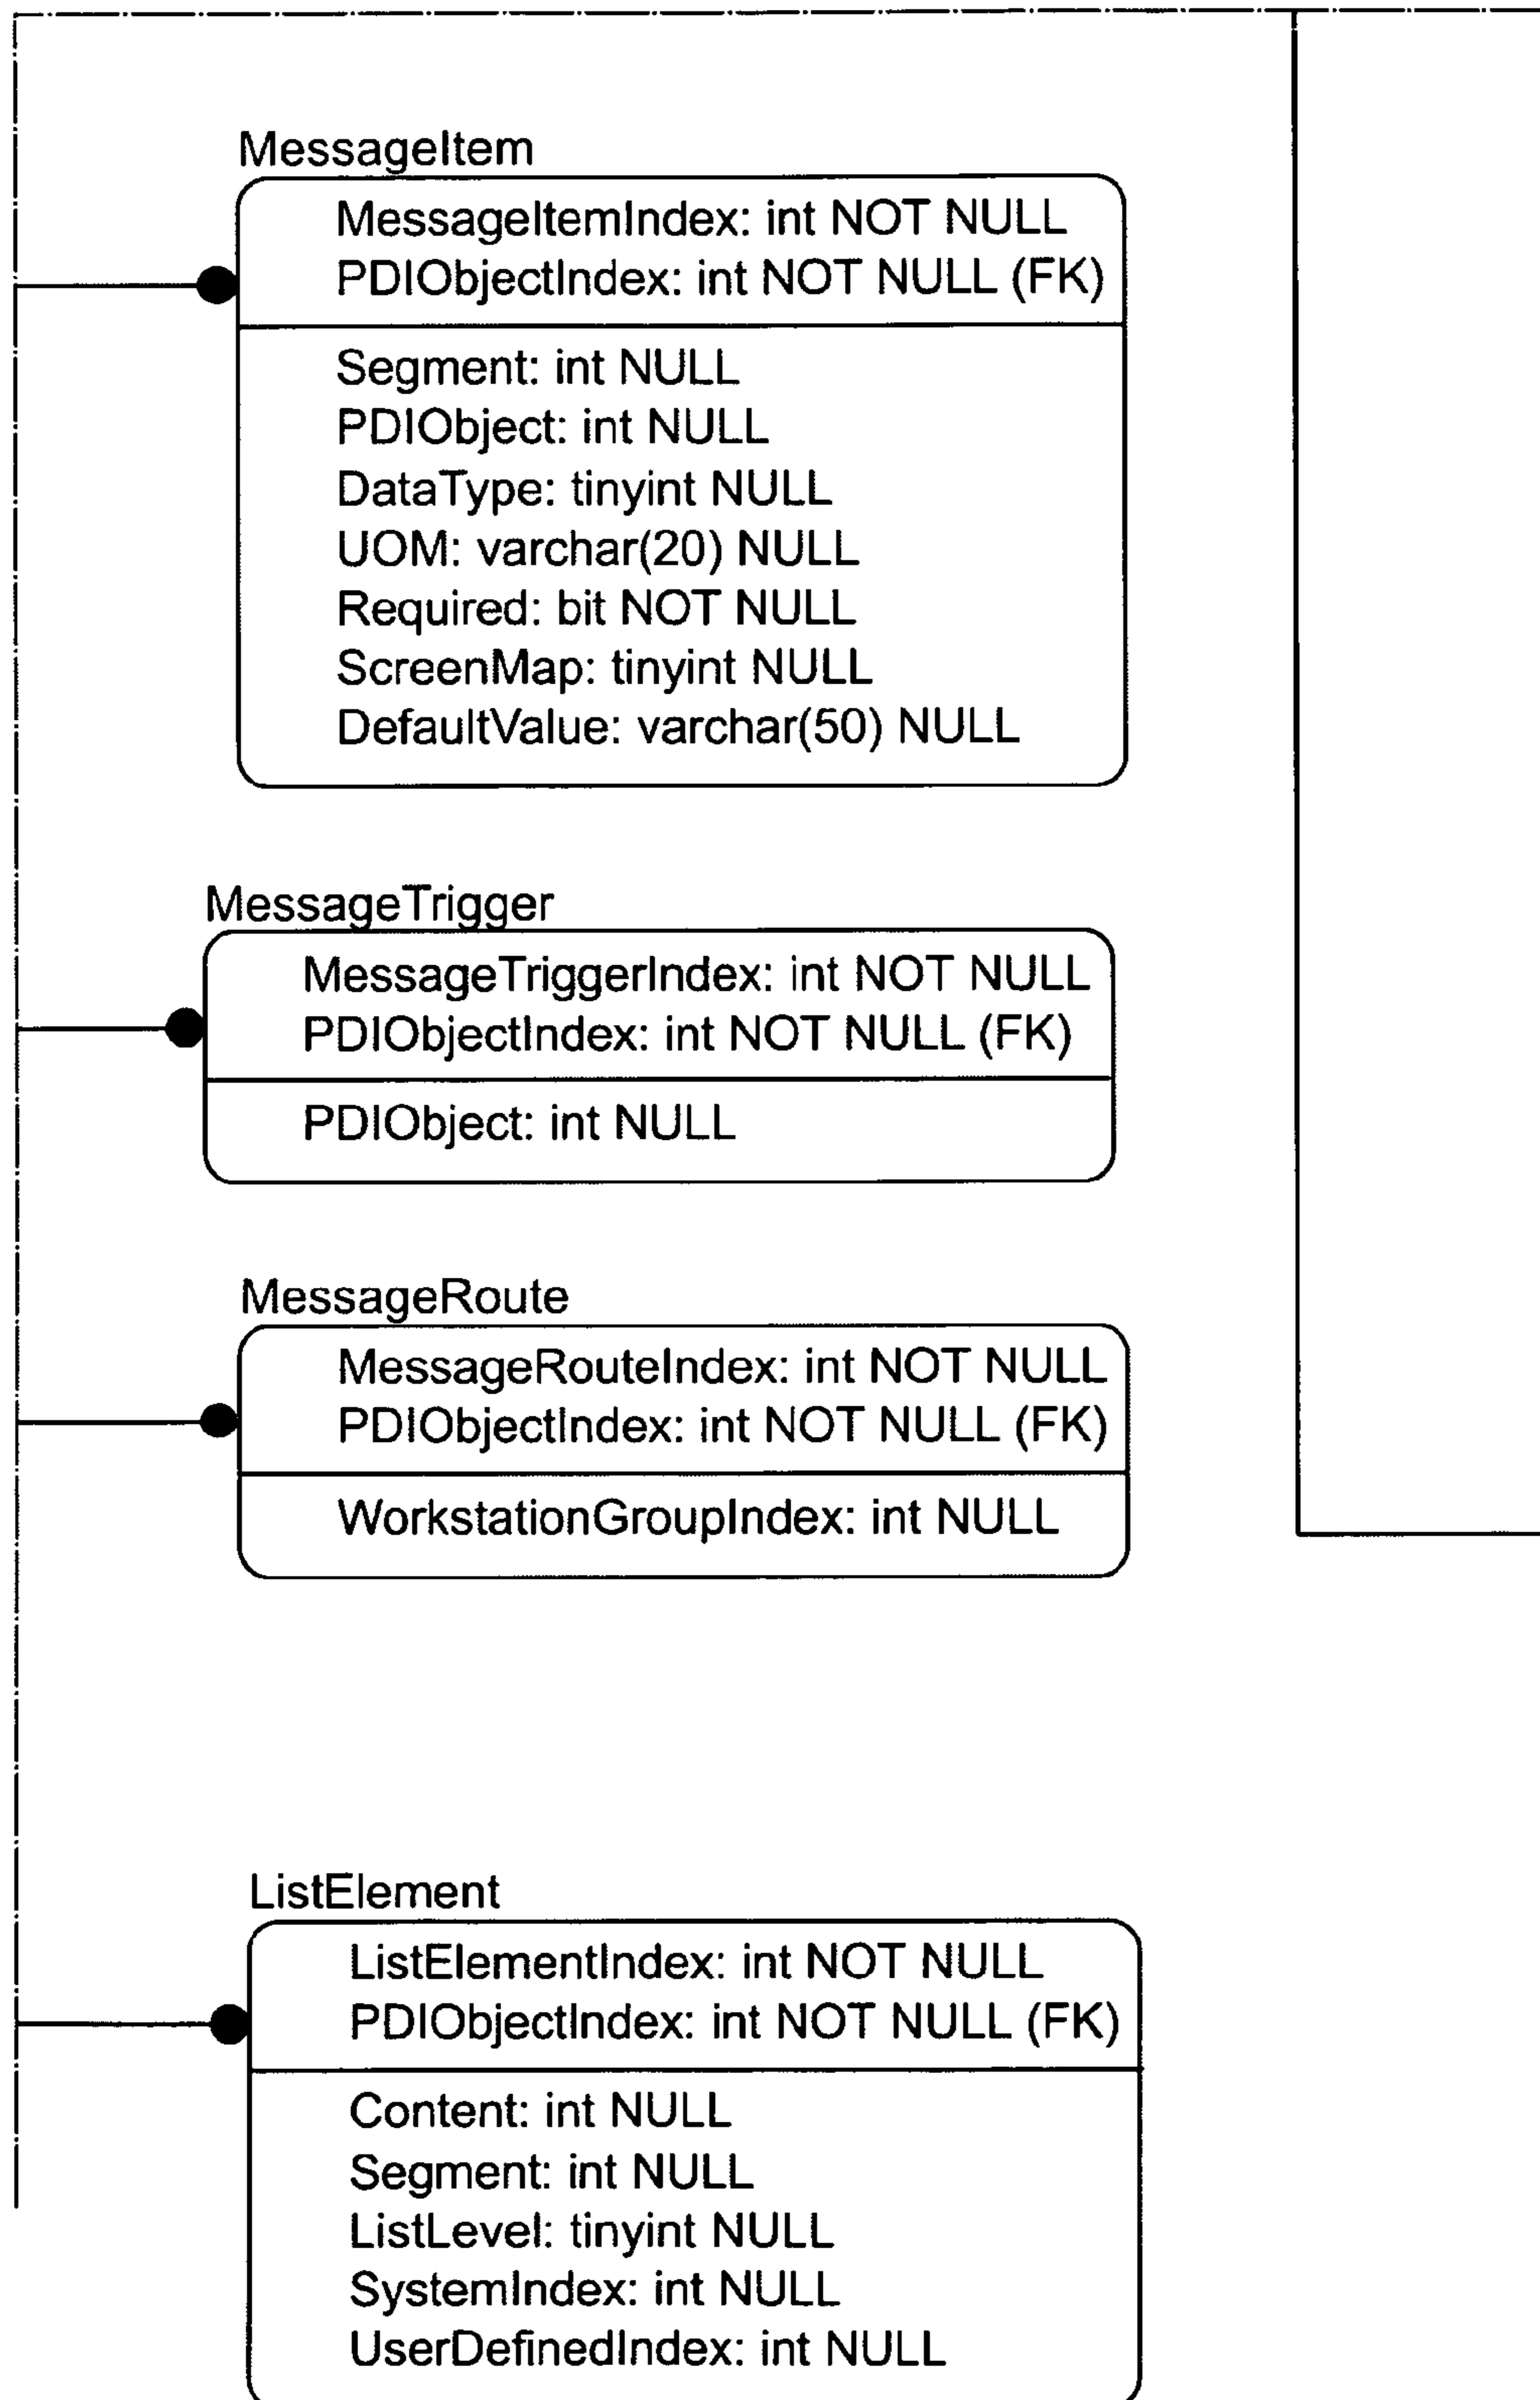 MessageItem
MessageItemIndex: int NOT NULL
PDIObjectIndex: int NOT NULL (FK)
Segment: int NULL
PDIObject: int NULL
DataType: tinyint NULL
UOM: varchar(20) NULL
Required: bit NOT NULL
ScreenMap: tinyint NULL
DefaultValue: varchar(50) NULL
MessageTrigger
MessageTriggerIndex: int NOT NULL
PDIObjectIndex: int NOT NULL (FK)
PDIObject: int NULL
MessageRoute
MessageRouteIndex: int NOT NULL
PDIObjectIndex: int NOT NULL (FK)
WorkstationGroupIndex: int NULL
ListElement
ListElementIndex: int NOT NULL
PDIObjectIndex: int NOT NULL (FK)
Content: int NULL
Segment: int NULL
ListLevel: tinyint NULL
SystemIndex: int NULL
UserDefinedIndex: int NULL